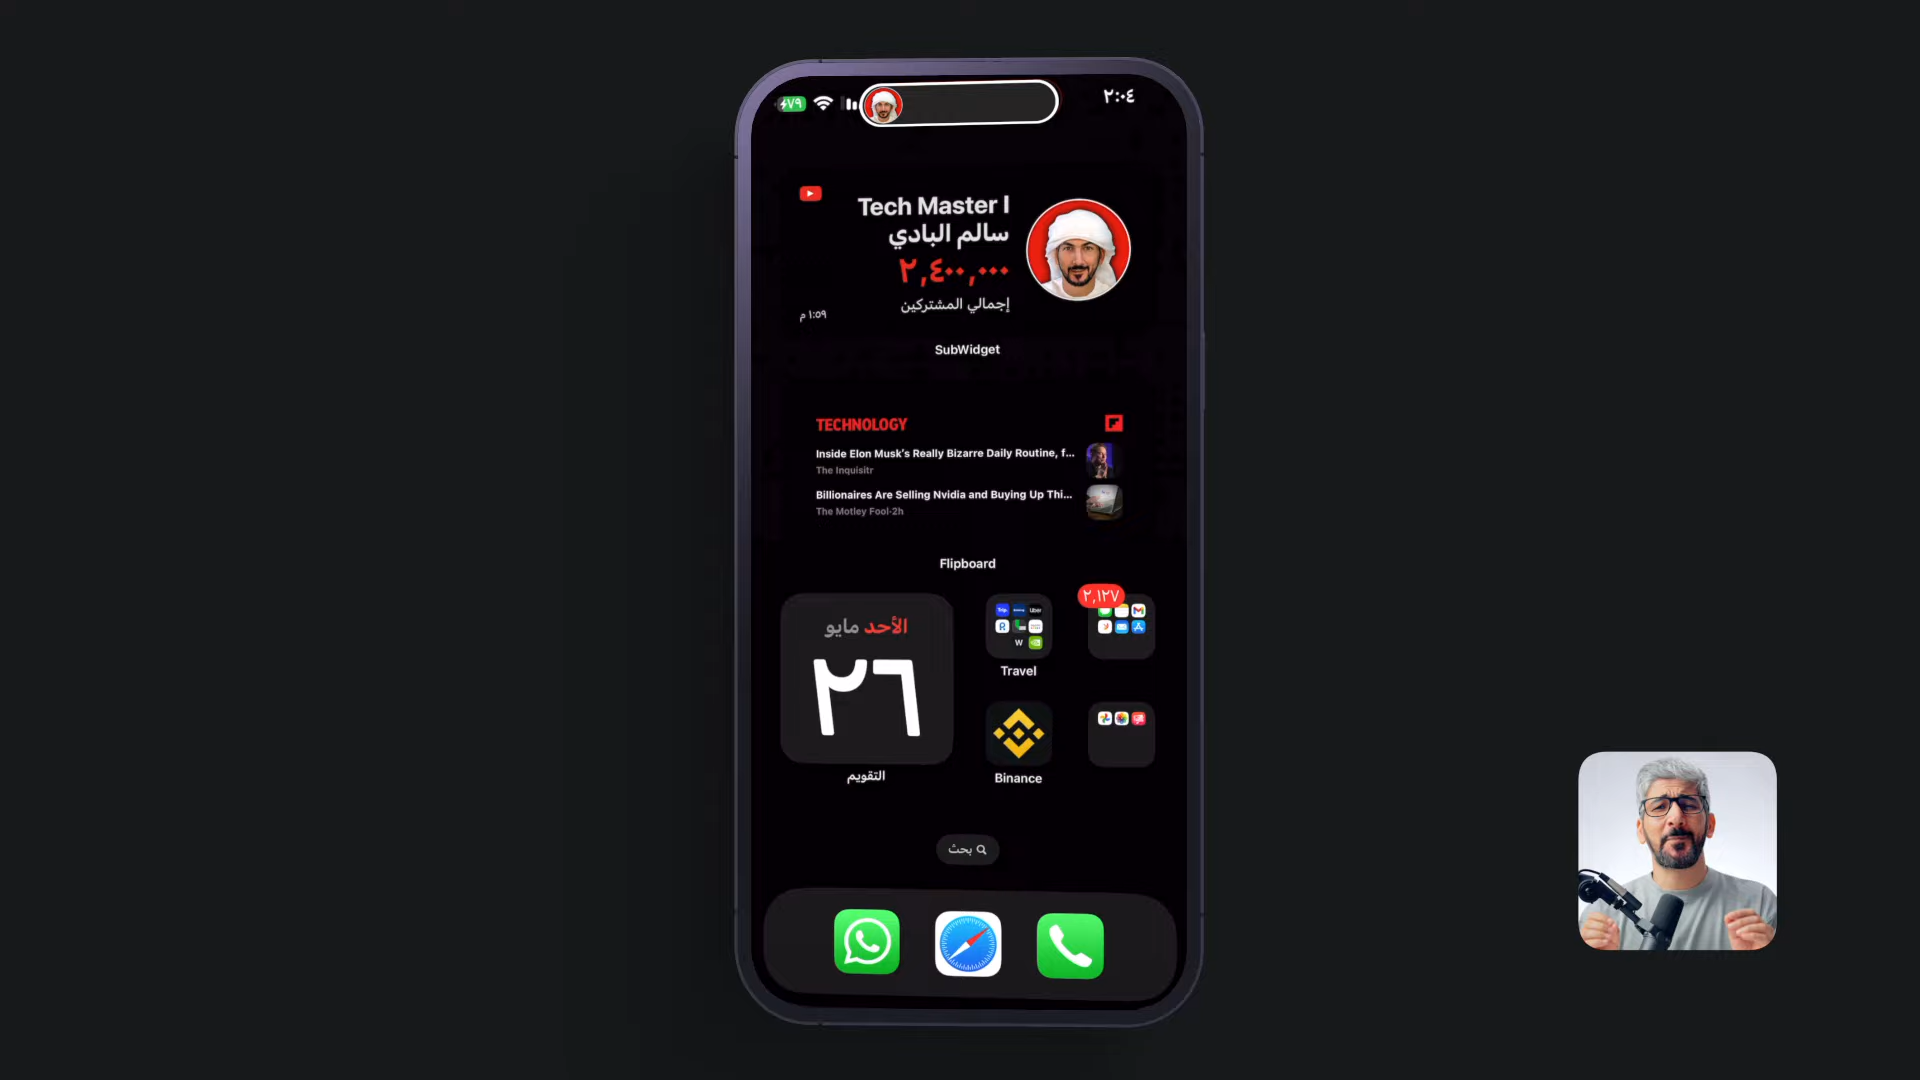 ٧٩
٢:٠٤
Tech Master I
سالم البادي
٢,٤٠٠,٠٠٠
إجمالي المشتركين
١:٥٩ م
SubWidget
TECHNOLOGY
Inside Elon Musk's Really Bizarre Daily Routine, f...
The Inquisitr
Billionaires Are Selling Nvidia and Buying Up Thi...
The Motley Fool·2h
Flipboard
الأحد مايو
٢٦
التقويم
Travel
٢,١٢٧
Binance
بحث